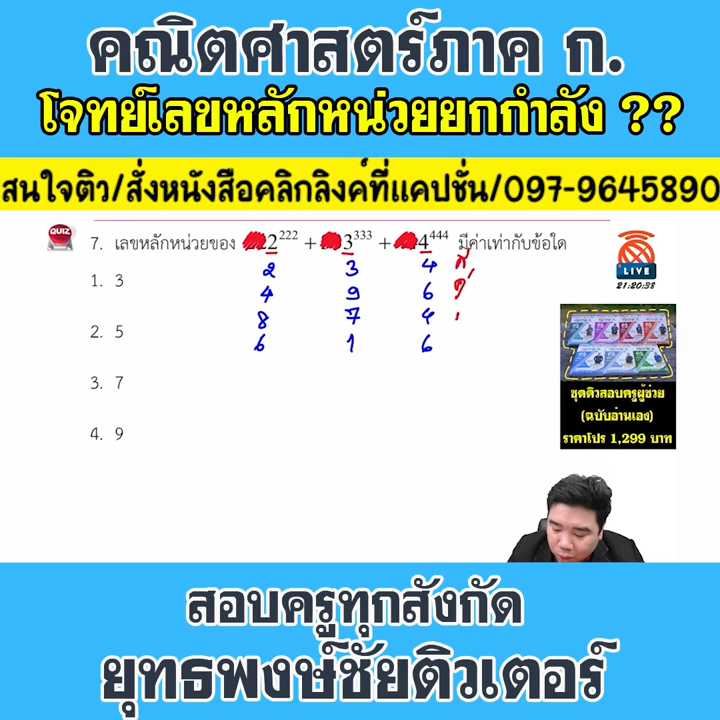 คณิตศาสตร์ภาค ก.
โจทย์เลขหลักหน่วยยกกำลัง ??
สนใจติว/สั่งหนังสือคลิกลิงค์ที่แคปชั่น/097-9645890
QUIZ
7. เลขหลักหน่วยของ 2²²² + 3³³³ + 4⁴⁴⁴ มีค่าเท่ากับข้อใด
2 3 4 คี่
1. 3
4 9 6 คู่
8 7 4
2. 5
6 1 6
3. 7
4. 9
LIVE
21:20:38
ชุดติวสอบครูผู้ช่วย
(ฉบับอ่านเอง)
ราคาโปร 1,299 บาท
สอบครูทุกสังกัด
ยุทธพงษ์ชัยติวเตอร์